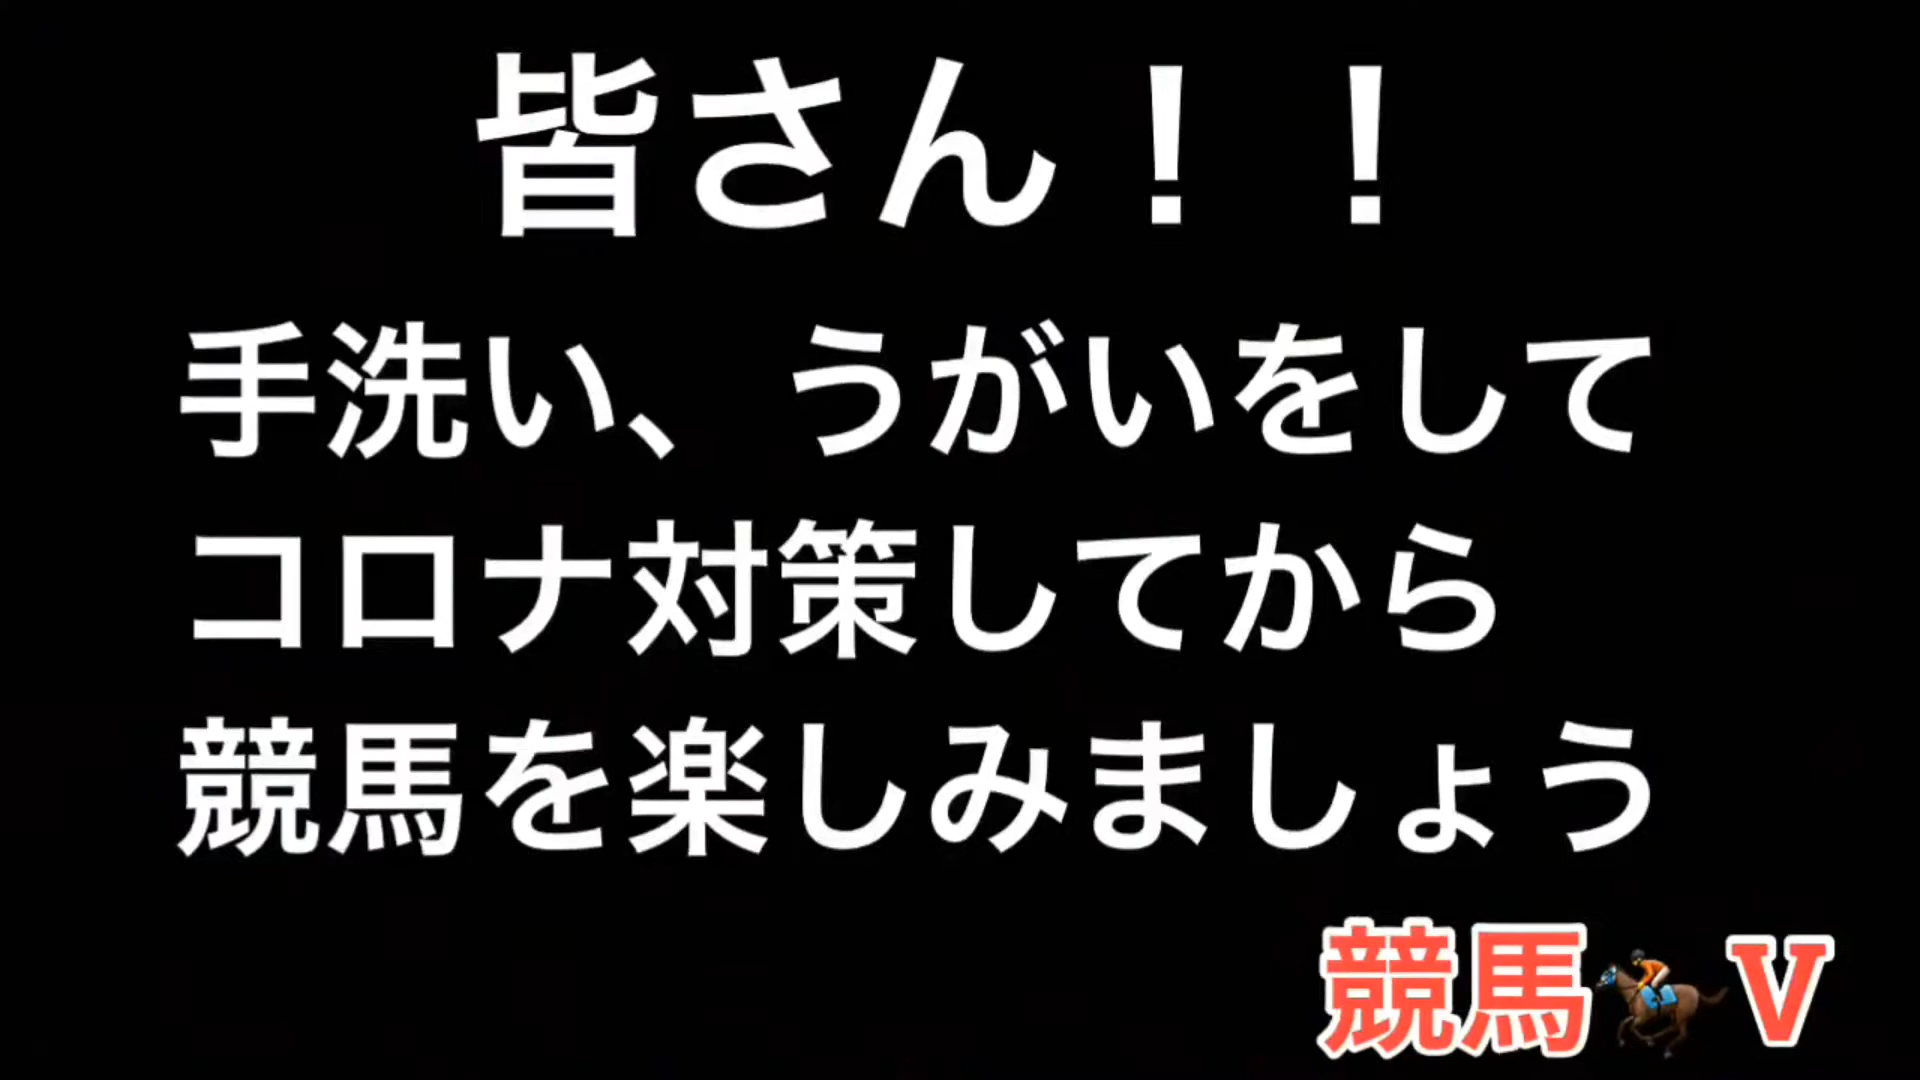 皆さん！！
手洗い、うがいをして
コロナ対策してから
競馬を楽しみましょう
競馬🏇V